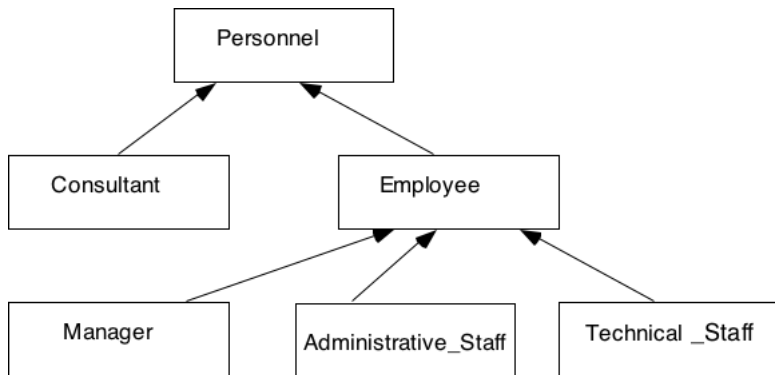 Personnel
Consultant
Employee
Manager
Administrative_Staff
Technical _Staff